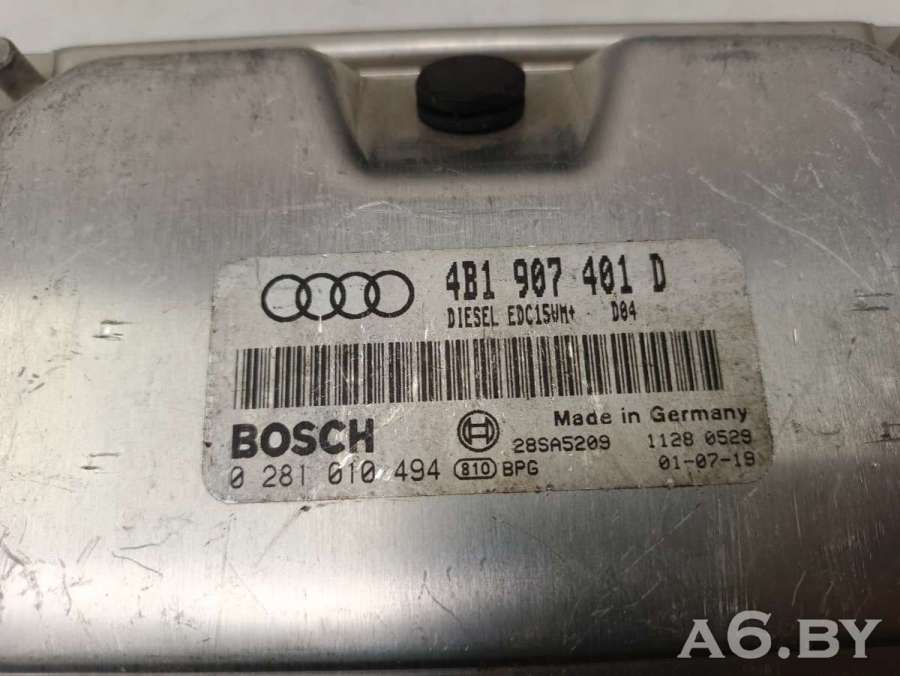 4B1 907 401 D
DIESEL EDC15VM+ D04
Made in Germany
BOSCH 28SA5209 1128 0529
0 281 010 494 810 BPG 01-07-19
A6.BY